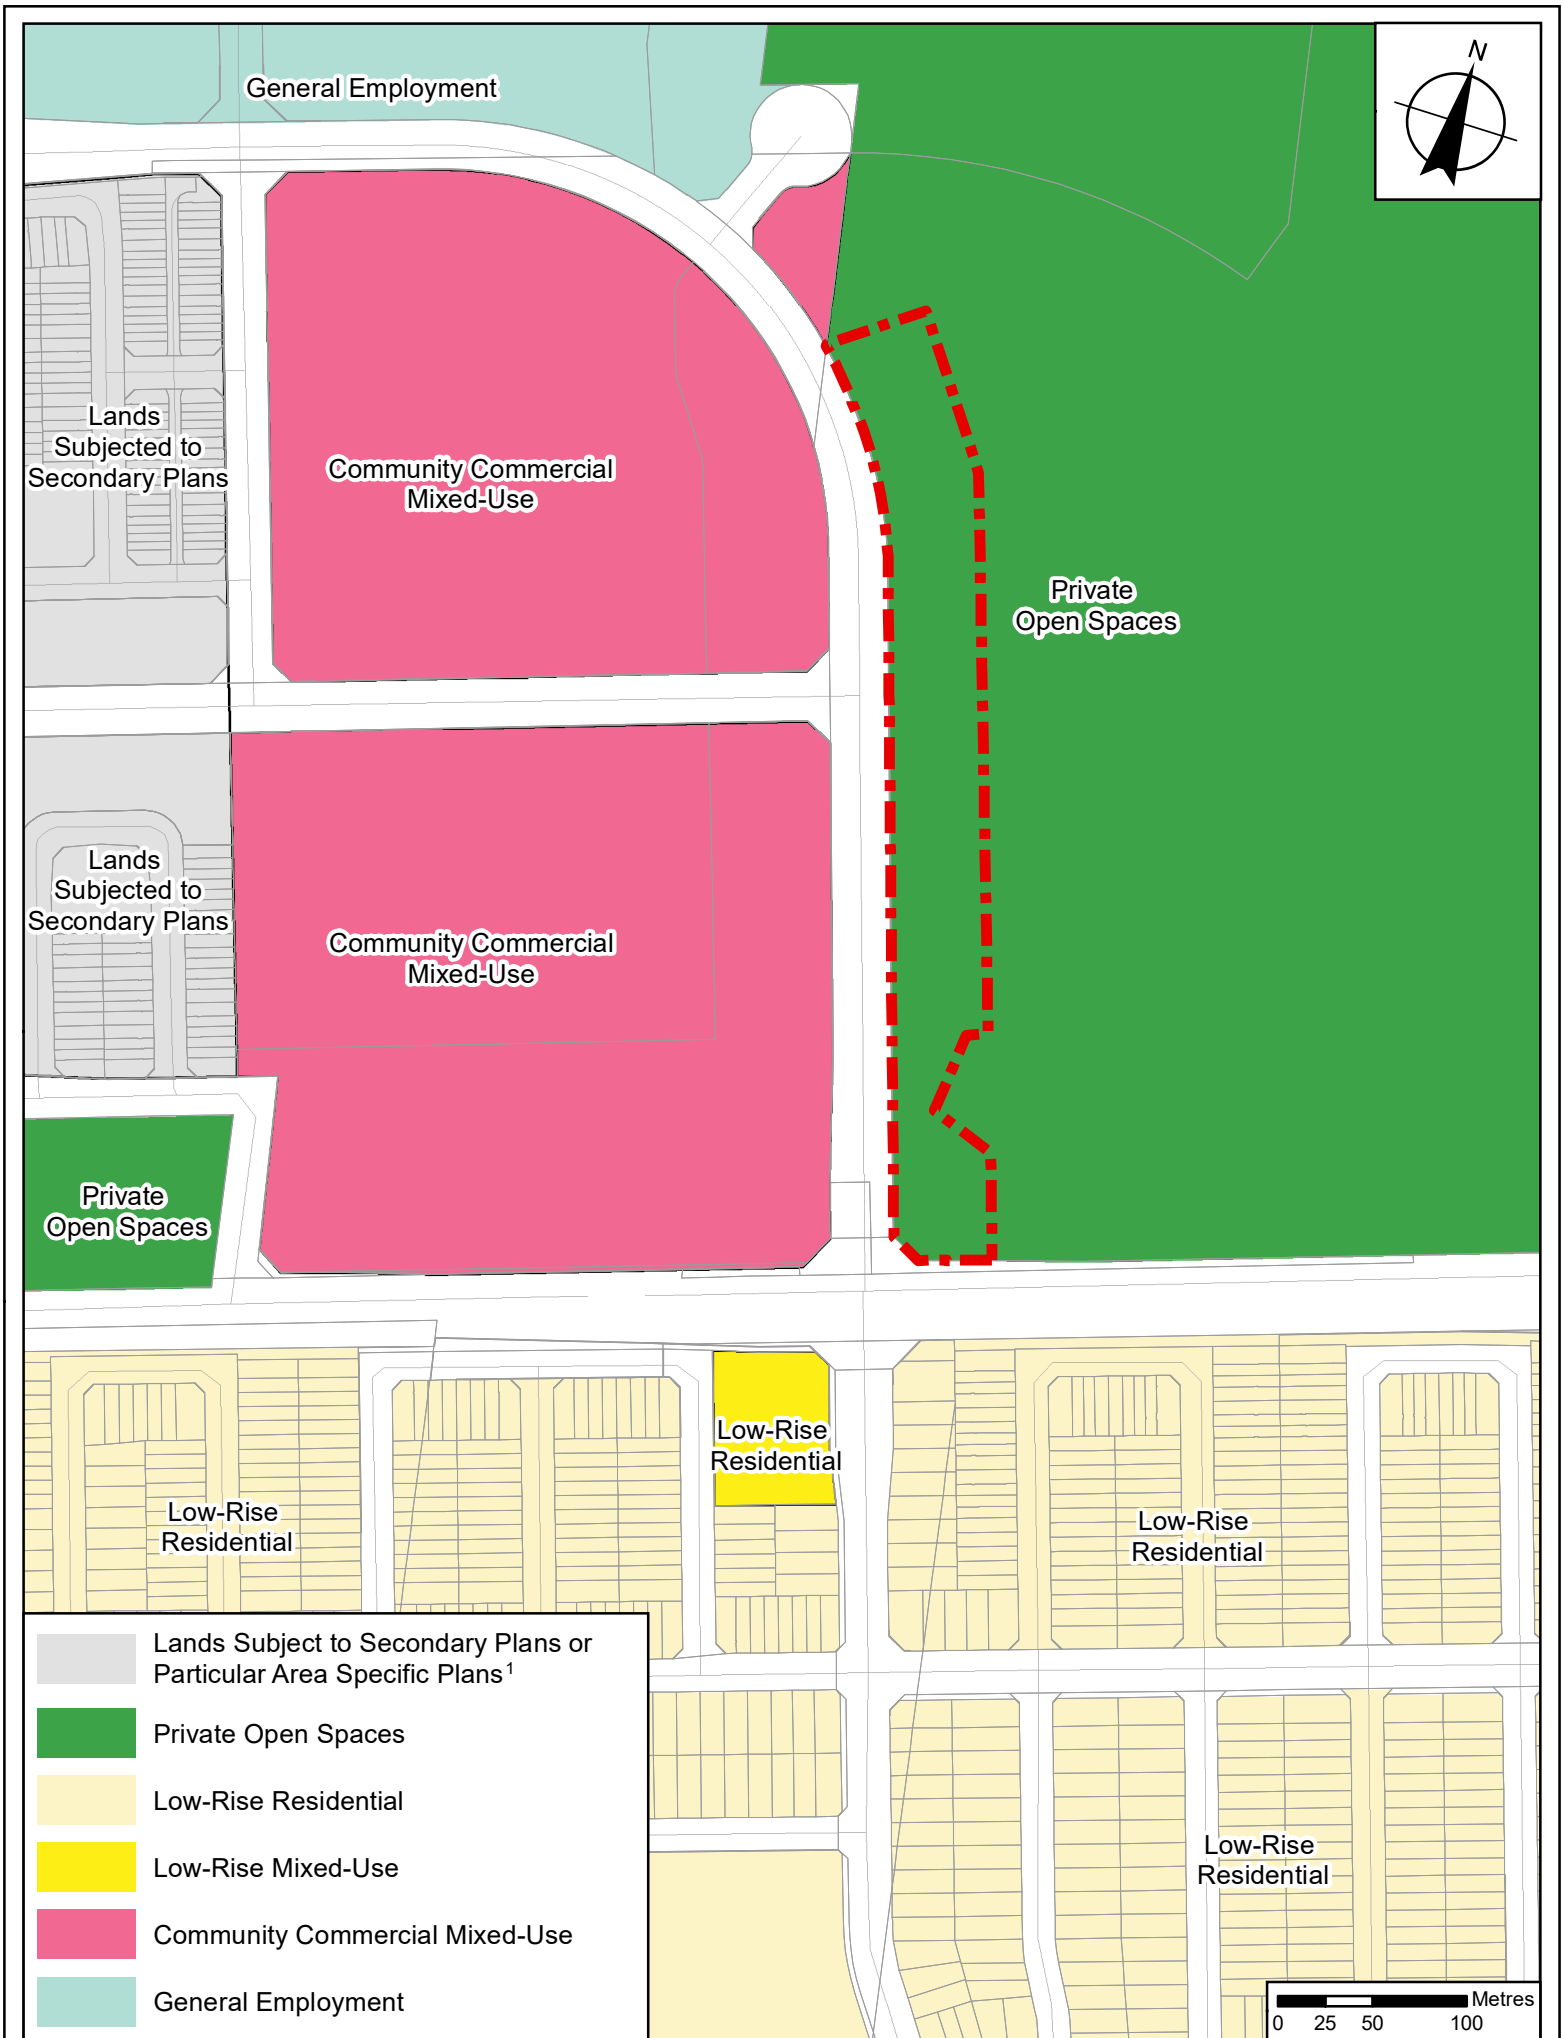 N
General Employment
Lands
Subjected to
Secondary Plans
Community Commercial
Mixed-Use
Private
Open Spaces
Lands
Subjected to
Secondary Plans
Community Commercial
Mixed-Use
Private
Open Spaces
Low-Rise
Residential
Low-Rise
Residential
Low-Rise
Residential
Low-Rise
Residential
Lands Subject to Secondary Plans or
Particular Area Specific Plans¹
Private Open Spaces
Low-Rise Residential
Low-Rise Mixed-Use
Community Commercial Mixed-Use
General Employment
Metres
0 25 50 100